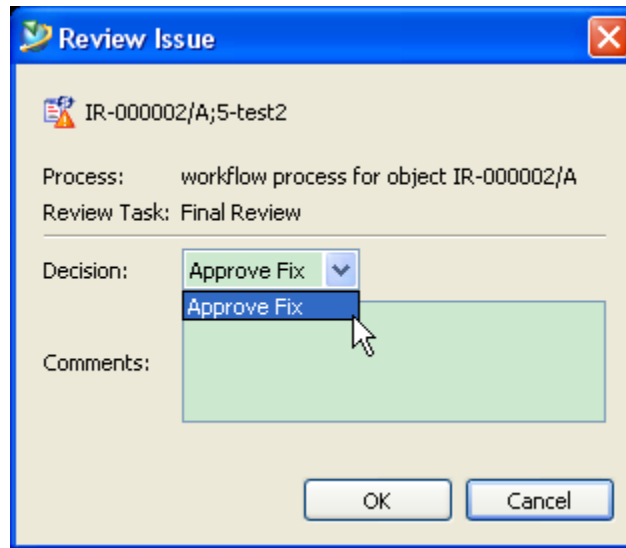 Review Issue
IR-000002/A;5-test2
Process: workflow process for object IR-000002/A
Review Task: Final Review
Decision: Approve Fix
Approve Fix
Comments:
OK Cancel